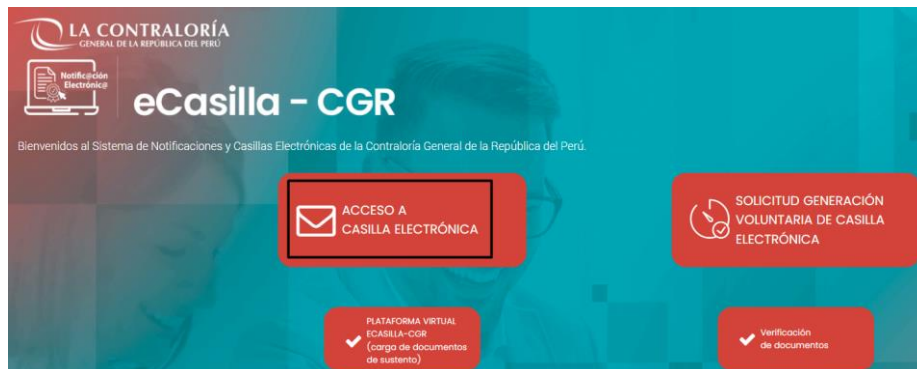 LA CONTRALORÍA
GENERAL DE LA REPÚBLICA DEL PERÚ
Notific@ción
Electrónic@
eCasilla - CGR
Bienvenidos al Sistema de Notificaciones y Casillas Electrónicas de la Contraloría General de la República del Perú.
ACCESO A
CASILLA ELECTRÓNICA
SOLICITUD GENERACIÓN
VOLUNTARIA DE CASILLA
ELECTRÓNICA
PLATAFORMA VIRTUAL
ECASILLA-CGR
(carga de documentos
de sustento)
Verificación
de documentos